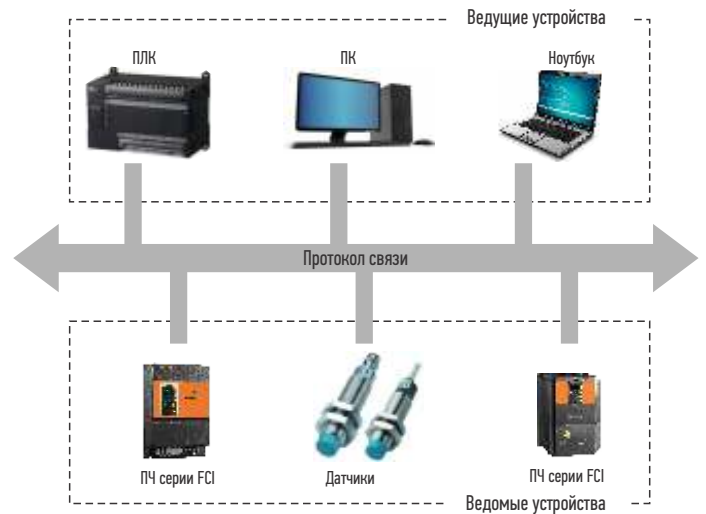 Ведущие устройства
ПЛК
ПК
Ноутбук
Протокол связи
ПЧ серии FCI
Датчики
ПЧ серии FCI
Ведомые устройства